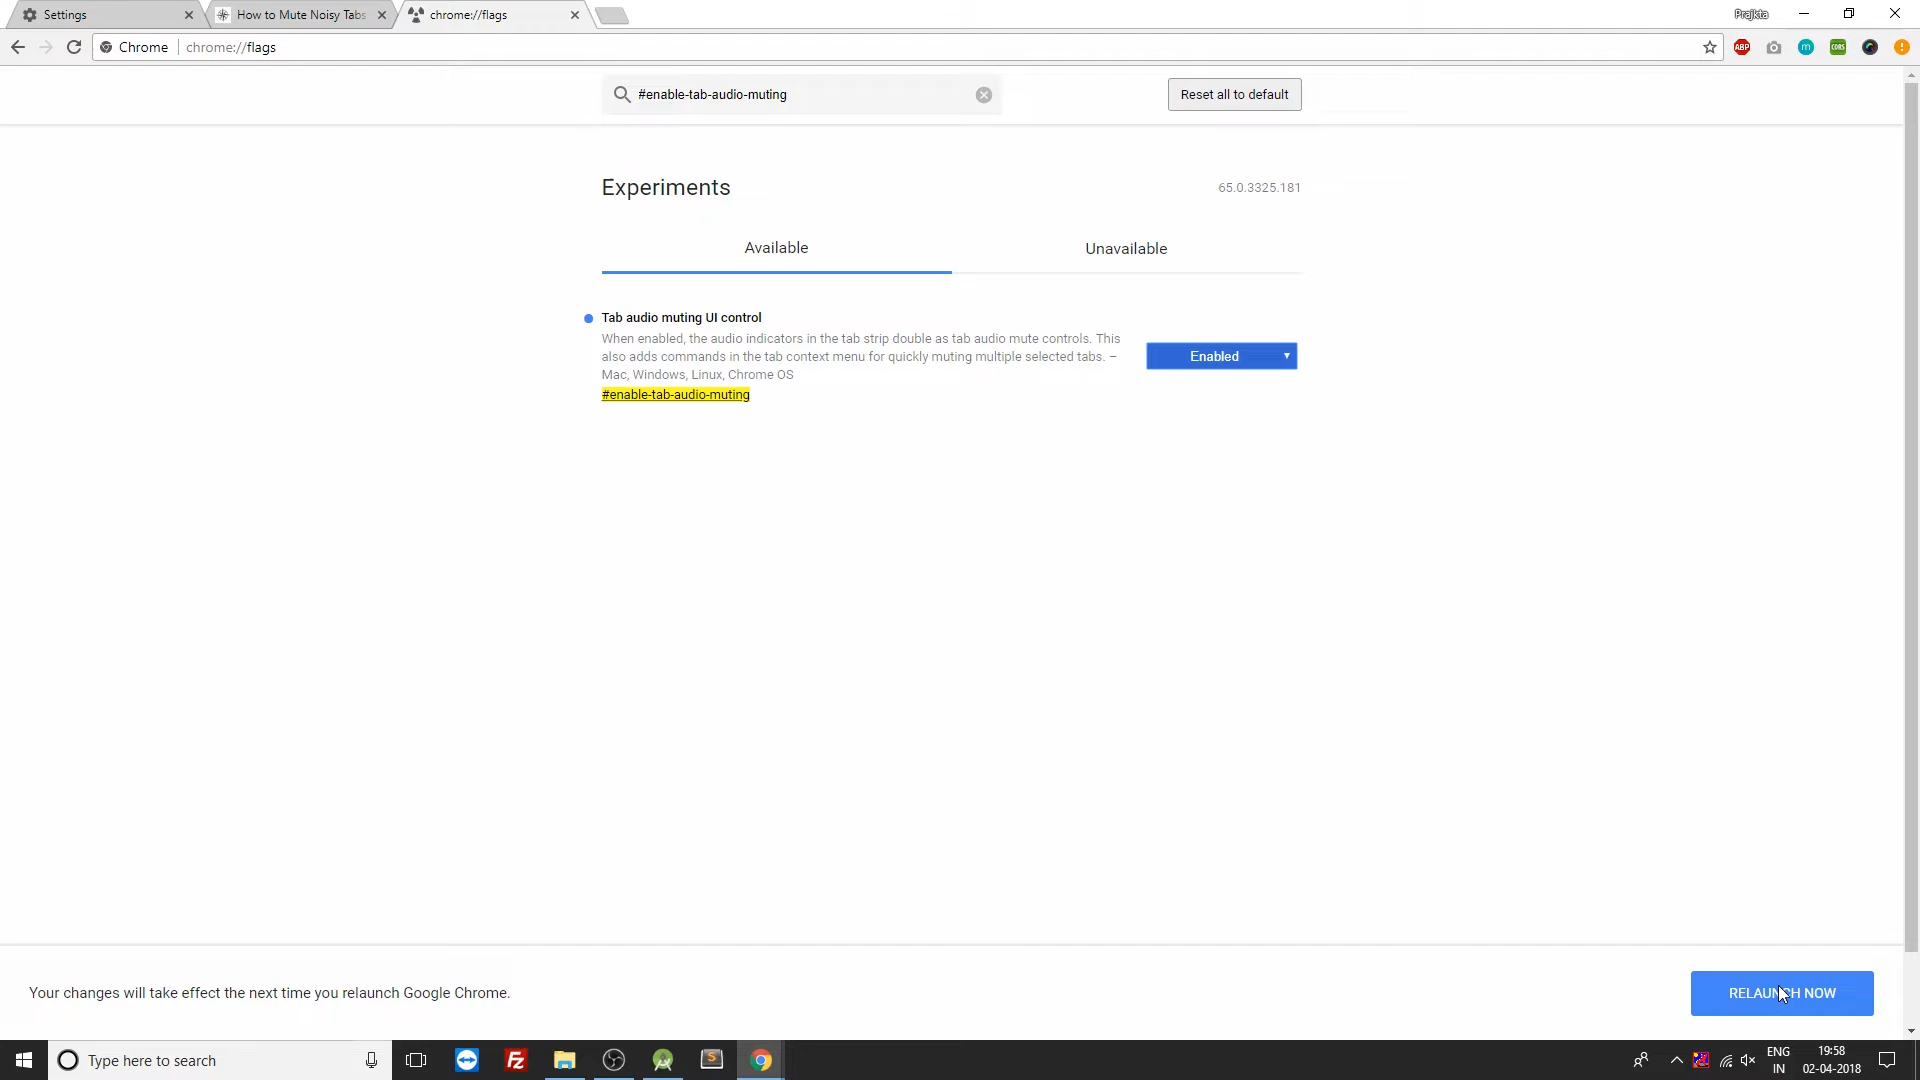 Settings
How to Mute Noisy Tabs
chrome://flags
Prajkta
Chrome
chrome://flags
ABP
m
CORS
#enable-tab-audio-muting
Reset all to default
Experiments
65.0.3325.181
Available
Unavailable
Tab audio muting UI control
When enabled, the audio indicators in the tab strip double as tab audio mute controls. This
also adds commands in the tab context menu for quickly muting multiple selected tabs. –
Mac, Windows, Linux, Chrome OS
#enable-tab-audio-muting
Enabled
Your changes will take effect the next time you relaunch Google Chrome.
RELAUNCH NOW
Type here to search
Fz
S
ENG
IN
19:58
02-04-2018